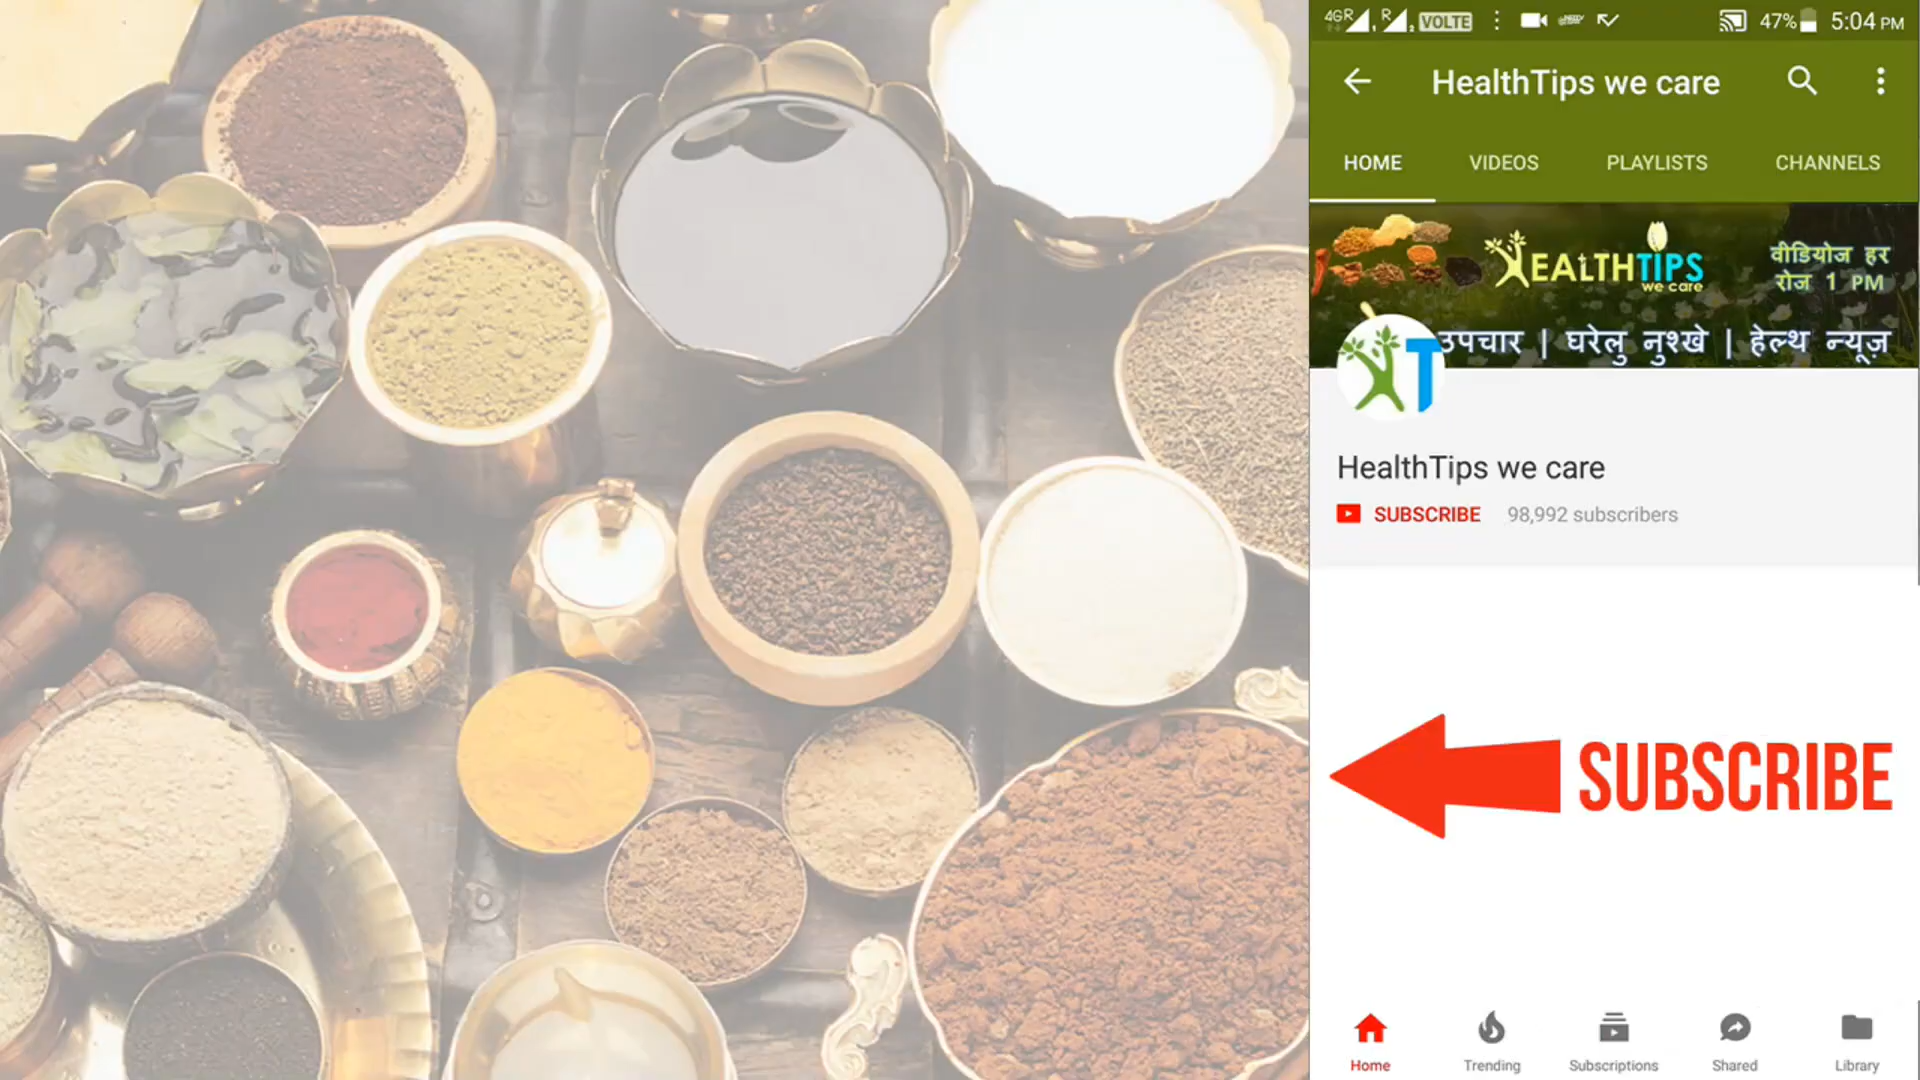 4G R R VOLTE 47% 5:04 PM
HealthTips we care
HOME VIDEOS PLAYLISTS CHANNELS
HEALTHTIPS
we care
वीडियोज हर
रोज 1 PM
उपचार | घरेलु नुश्खे | हेल्थ न्यूज़
T
HealthTips we care
SUBSCRIBE 98,992 subscribers
SUBSCRIBE
Home Trending Subscriptions Shared Library